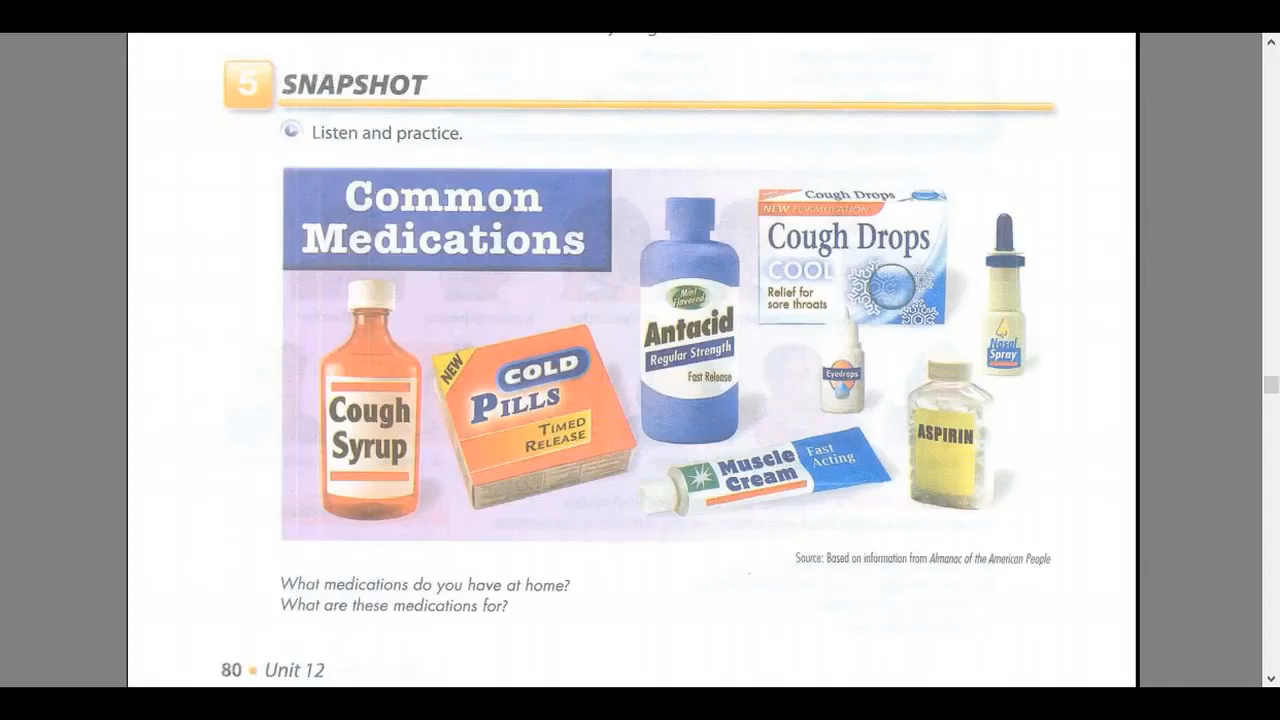 5 SNAPSHOT
Listen and practice.
Common
Medications
Cough Drops
NEW FORMULATION
Cough Drops
COOL
Relief for
sore throats
Mint
Flavored
Antacid
Regular Strength
Fast Release
Nasal
Spray
Eyedrops
NEW
COLD
PILLS
TIMED
RELEASE
Cough
Syrup
Muscle
Cream
Fast
Acting
ASPIRIN
Source: Based on information from Almanac of the American People
What medications do you have at home?
What are these medications for?
80 • Unit 12